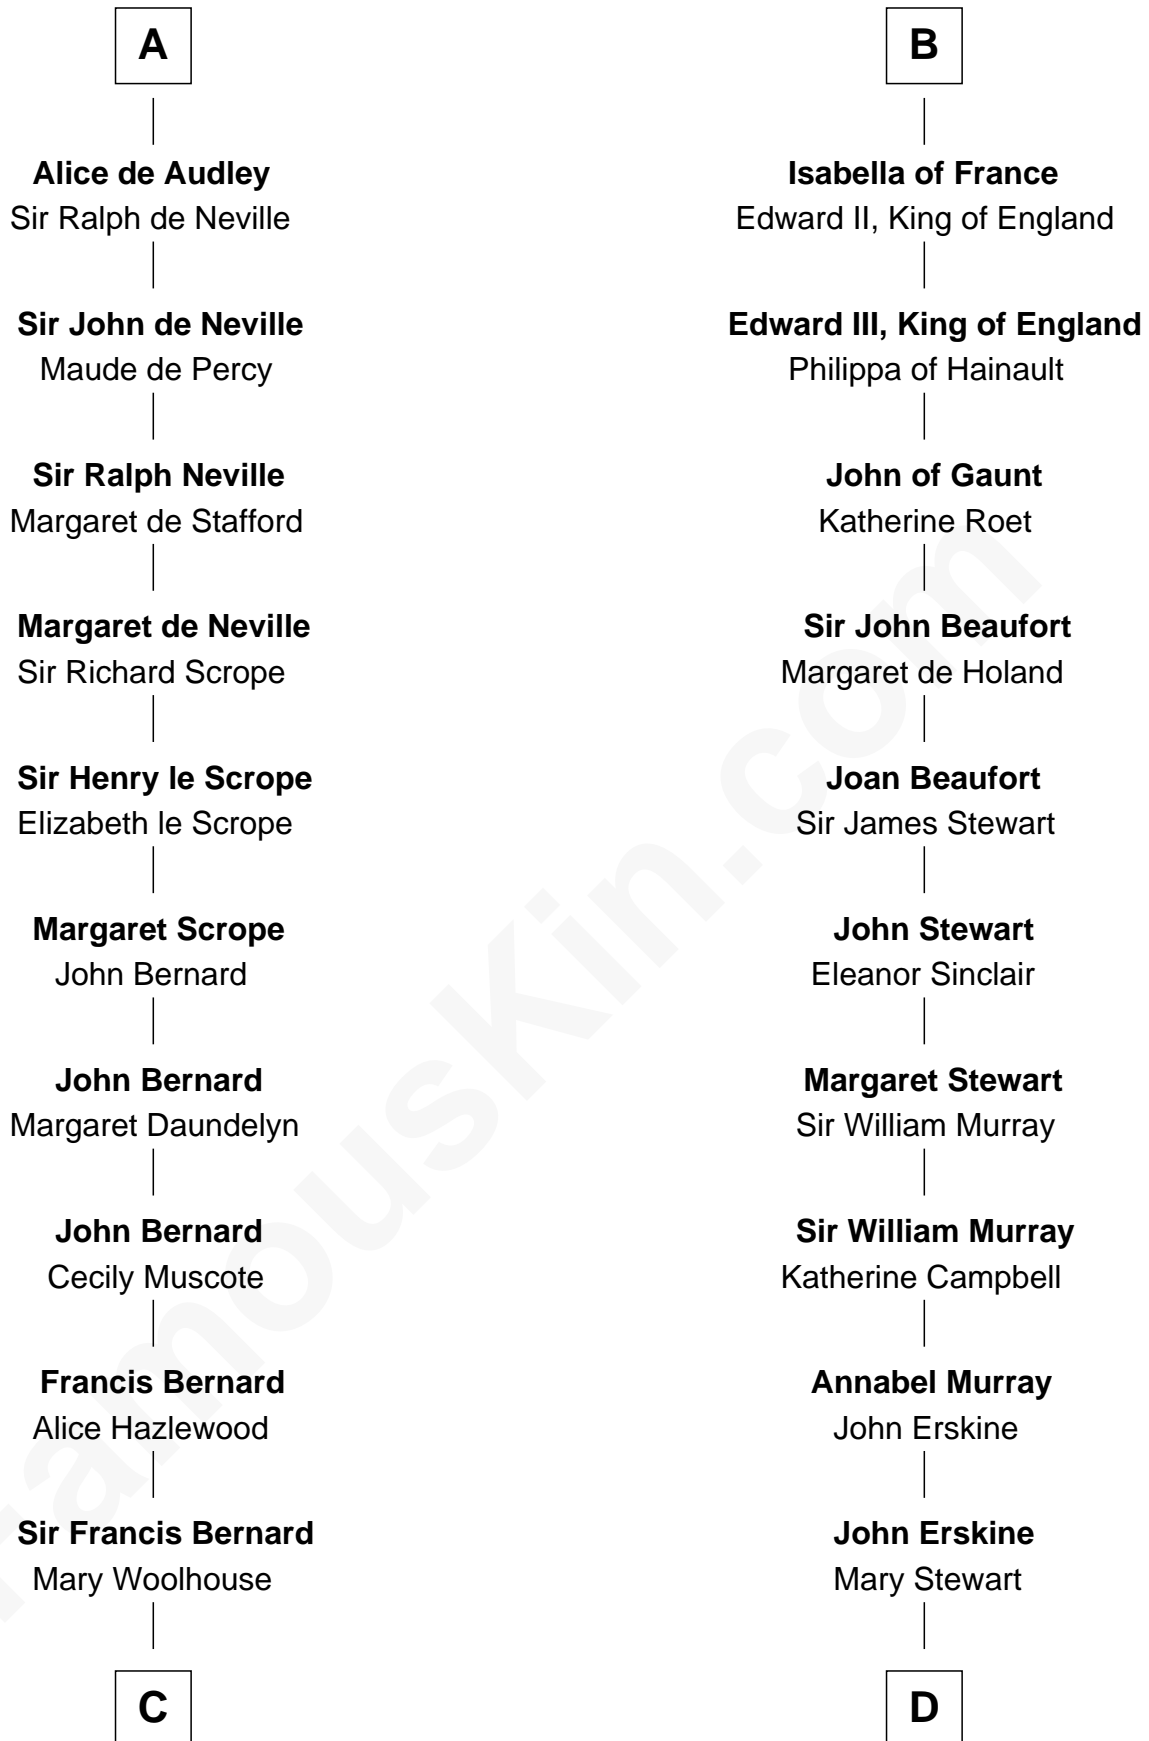 A
Alice de Audley
Sir Ralph de Neville
Sir John de Neville
Maude de Percy
Sir Ralph Neville
Margaret de Stafford
Margaret de Neville
Sir Richard Scrope
Sir Henry le Scrope
Elizabeth le Scrope
Margaret Scrope
John Bernard
John Bernard
Margaret Daundelyn
John Bernard
Cecily Muscote
Francis Bernard
Alice Hazlewood
Sir Francis Bernard
Mary Woolhouse
C
B
Isabella of France
Edward II, King of England
Edward III, King of England
Philippa of Hainault
John of Gaunt
Katherine Roet
Sir John Beaufort
Margaret de Holand
Joan Beaufort
Sir James Stewart
John Stewart
Eleanor Sinclair
Margaret Stewart
Sir William Murray
Sir William Murray
Katherine Campbell
Annabel Murray
John Erskine
John Erskine
Mary Stewart
D
FamousKin.com